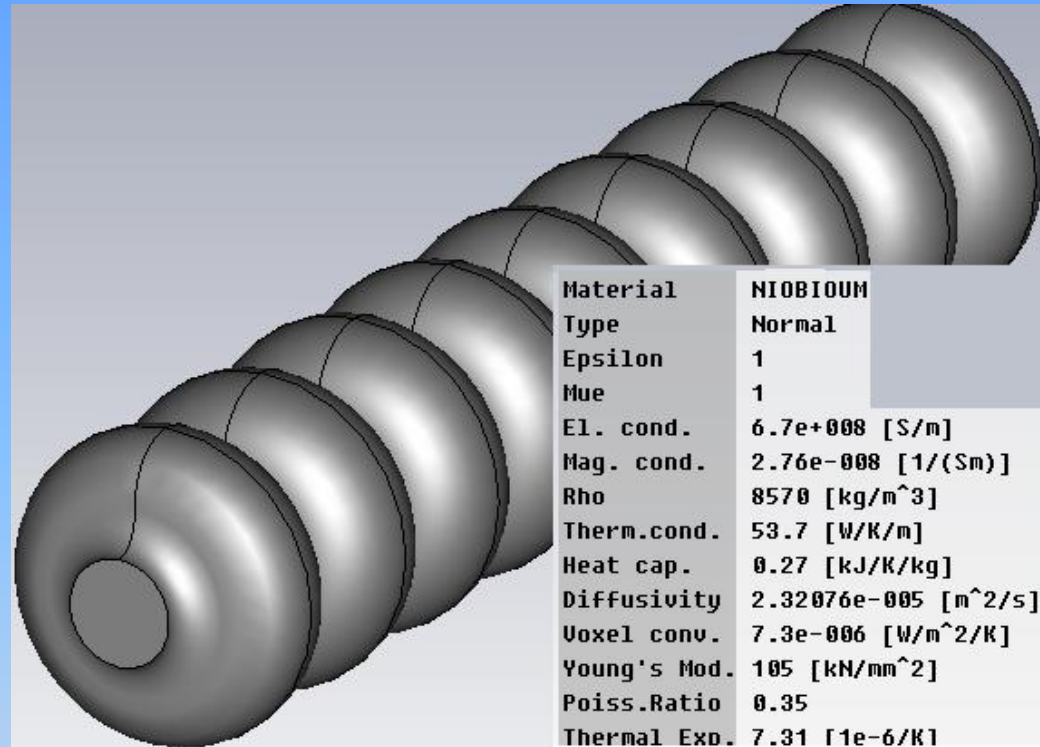 Material NIOBIOUM
Type Normal
Epsilon 1
Mue 1
El. cond. 6.7e+008 [S/m]
Mag. cond. 2.76e-008 [1/(Sm)]
Rho 8570 [kg/m^3]
Therm.cond. 53.7 [W/K/m]
Heat cap. 0.27 [kJ/K/kg]
Diffusivity 2.32076e-005 [m^2/s]
Voxel conv. 7.3e-006 [W/m^2/K]
Young's Mod. 105 [kN/mm^2]
Poiss.Ratio 0.35
Thermal Exp. 7.31 [1e-6/K]